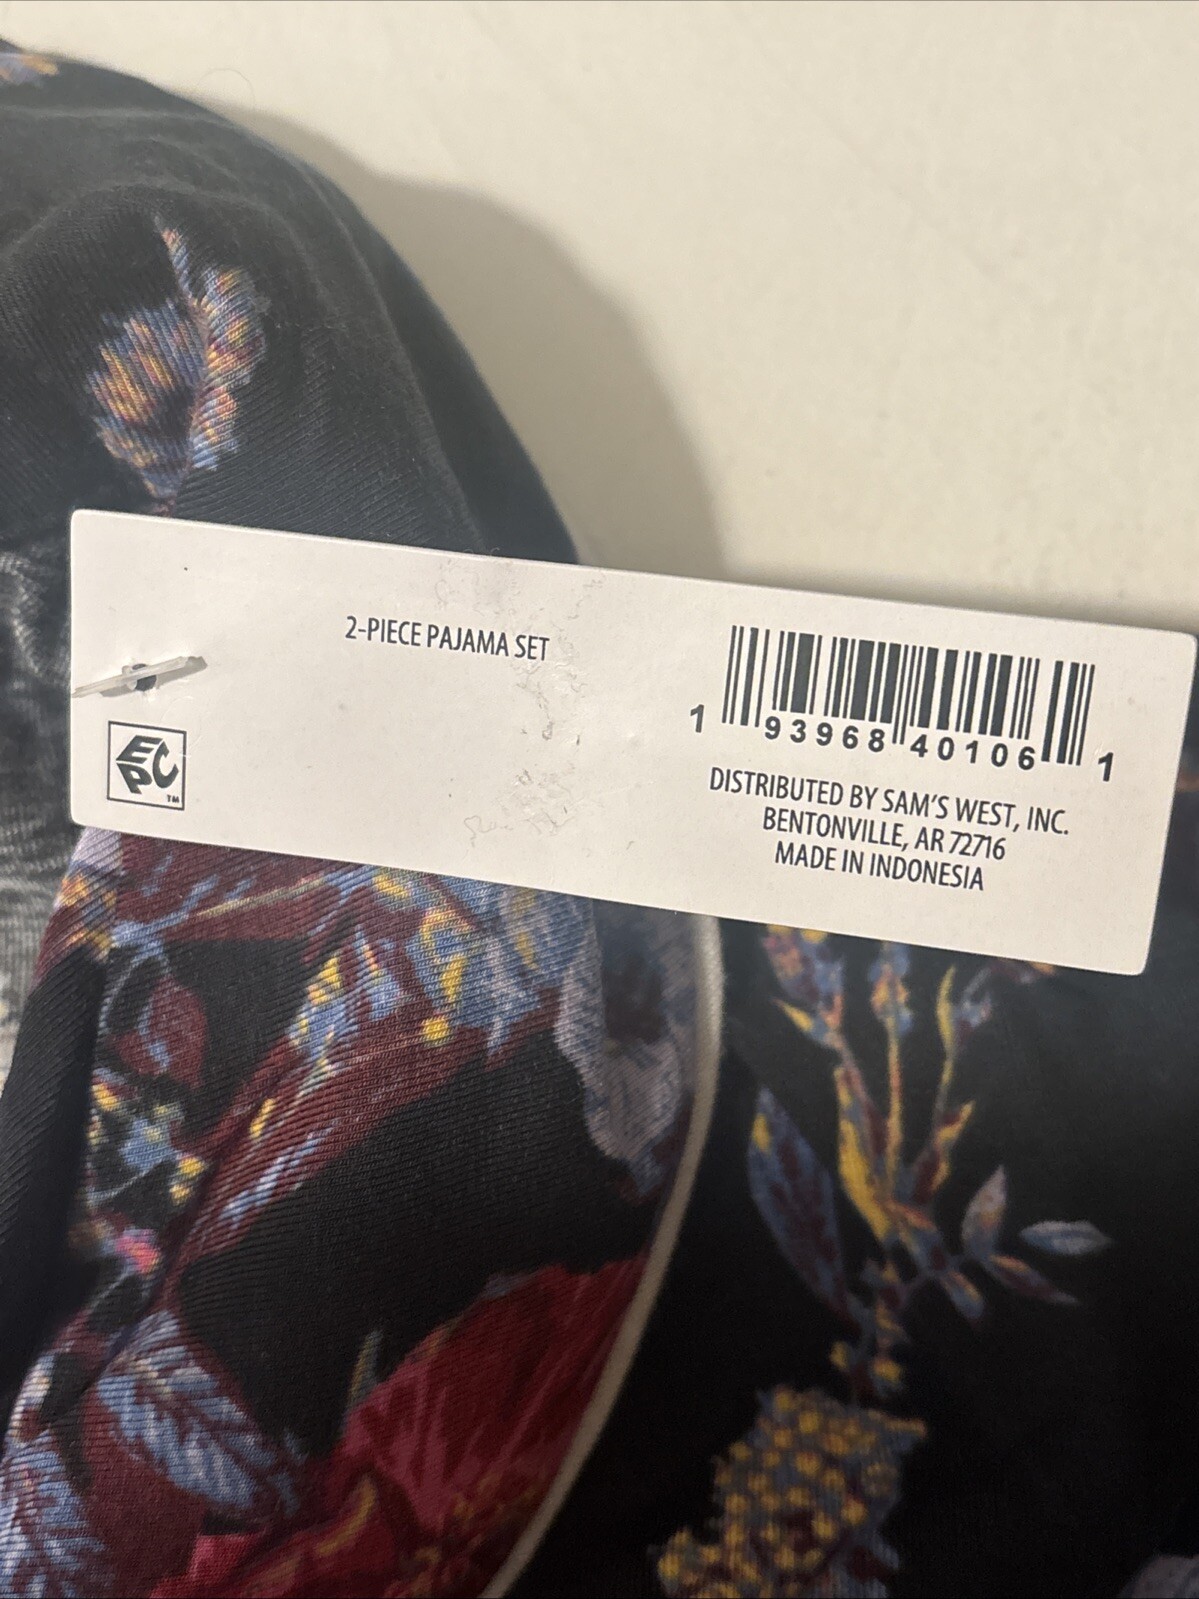 2-PIECE PAJAMA SET
EPC
TM
1 93968 40106 1
DISTRIBUTED BY SAM'S WEST, INC.
BENTONVILLE, AR 72716
MADE IN INDONESIA